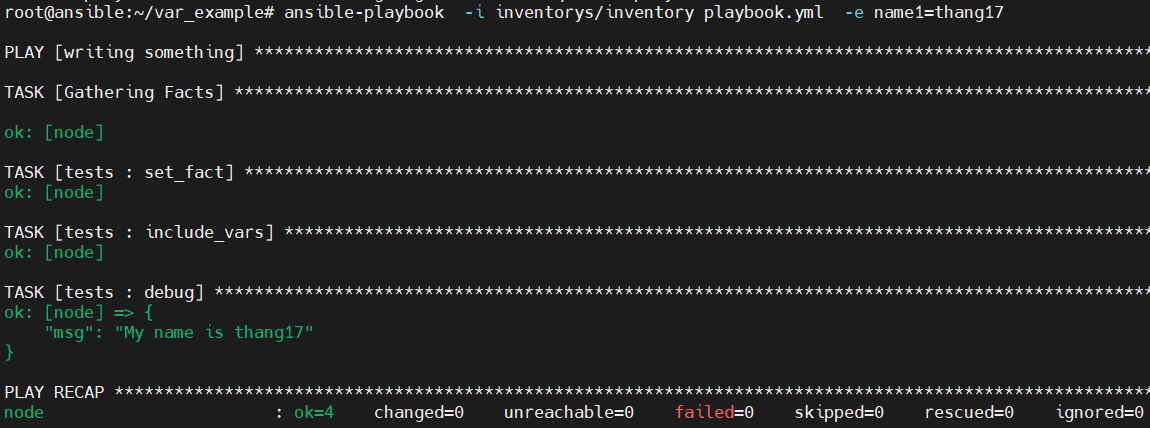 root@ansible:~/var_example# ansible-playbook  -i inventorys/inventory playbook.yml  -e name1=thang17
PLAY [writing something] ******************************************************************************************
TASK [Gathering Facts] ********************************************************************************************
ok: [node]
TASK [tests : set_fact] *******************************************************************************************
ok: [node]
TASK [tests : include_vars] ***************************************************************************************
ok: [node]
TASK [tests : debug] **********************************************************************************************
ok: [node] => {
    "msg": "My name is thang17"
}
PLAY RECAP ********************************************************************************************************
node                       : ok=4    changed=0    unreachable=0    failed=0    skipped=0    rescued=0    ignored=0